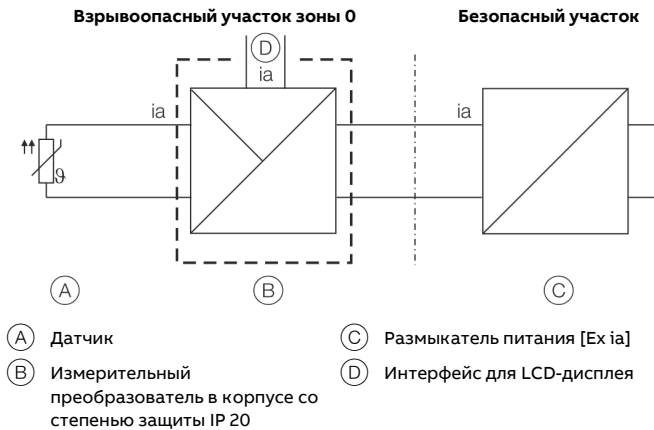 Взрывоопасный участок зоны 0
Безопасный участок
D
ia
ia
ia
ϑ
A
B
C
A Датчик
B Измерительный
преобразователь в корпусе со
степенью защиты IP 20
C Размыкатель питания [Ex ia]
D Интерфейс для LCD-дисплея